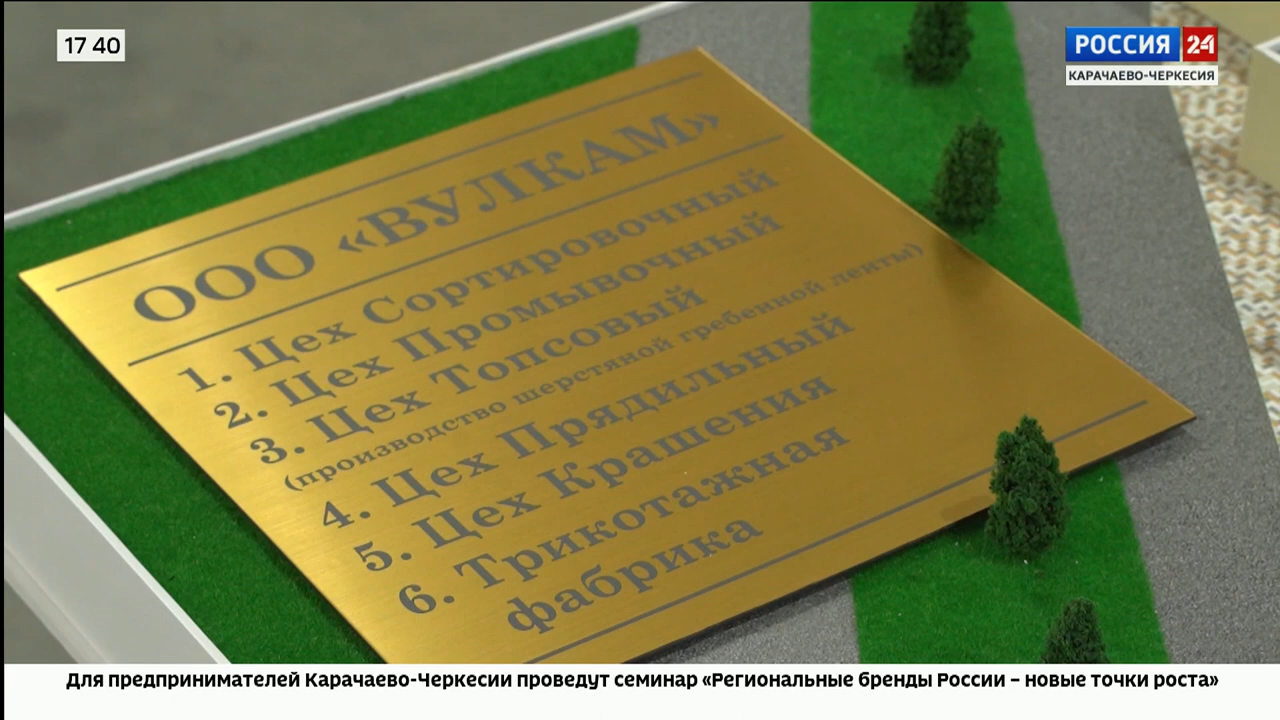 17 40
РОССИЯ 24
КАРАЧАЕВО-ЧЕРКЕСИЯ
ООО «ВУЛКАМ»
1. Цех Сортировочный
2. Цех Промывочный
3. Цех Топсовый
(производство шерстяной гребенной ленты)
4. Цех Прядильный
5. Цех Крашения
6. Трикотажная
фабрика
Для предпринимателей Карачаево-Черкесии проведут семинар «Региональные бренды России – новые точки роста»